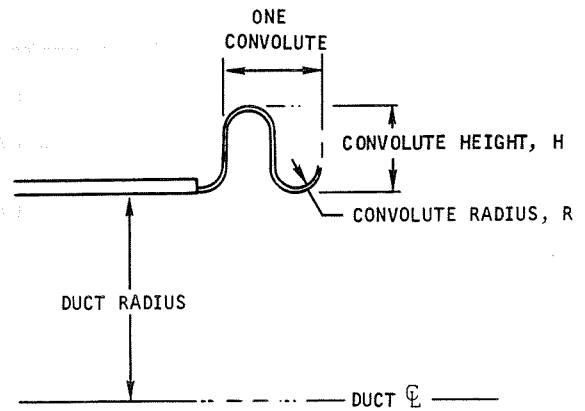 ONE
CONVOLUTE
CONVOLUTE HEIGHT, H
CONVOLUTE RADIUS, R
DUCT RADIUS
DUCT ℄